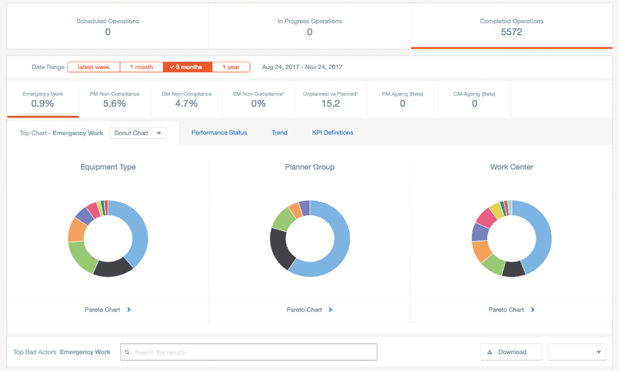 Scheduled Operations
0
In Progress Operations
0
Completed Operations
5572
Date Range latest week 1 month 3 months 1 year Aug 24, 2017 - Nov 24, 2017
Emergency Work
0.9%
PM Non-Compliance
5.6%
DM Non-Compliance
4.7%
SM Non-Compliance*
0%
Unplanned vs Planned*
15.2
PM Ageing (Beta)
0
CM Ageing (Beta)
0
Top Chart - Emergency Work Donut Chart Performance Status Trend KPI Definitions
Equipment Type
Planner Group
Work Center
Pareto Chart
Pareto Chart
Pareto Chart
Top Bad Actors Emergency Work Search the results Download